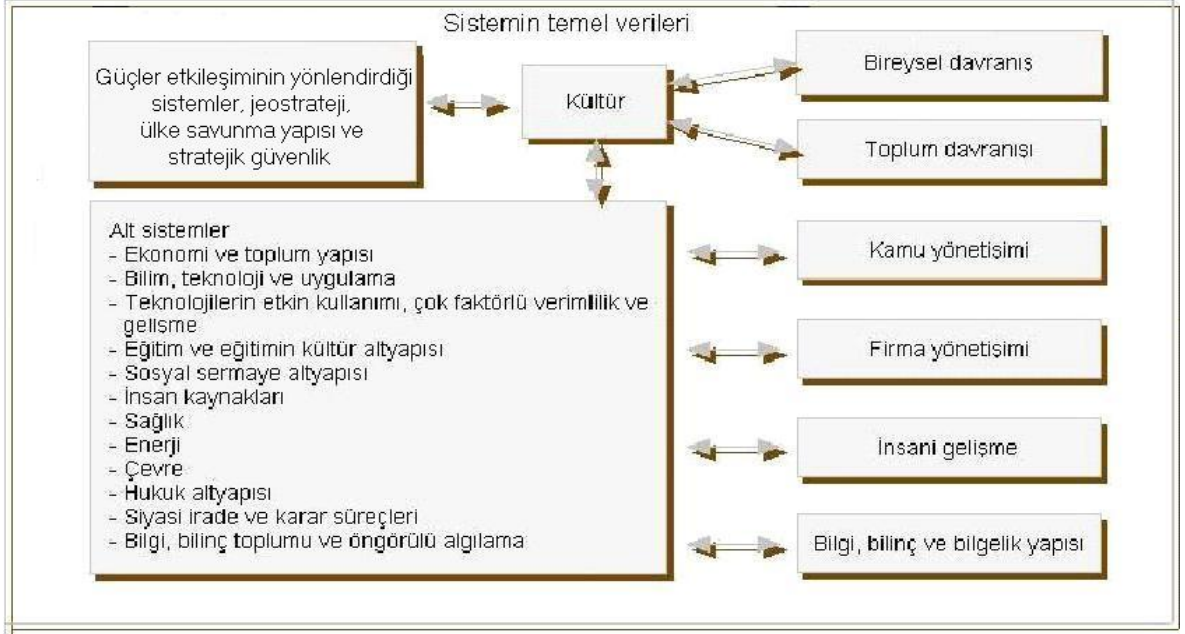 Sistemin temel verileri
Güçler etkileşiminin yönlendirdiği
sistemler, jeostrateji,
ülke savunma yapısı ve
stratejik güvenlik
Kültür
Bireysel davranış
Toplum davranışı
Alt sistemler
- Ekonomi ve toplum yapısı
- Bilim, teknoloji ve uygulama
- Teknolojilerin etkin kullanımı, çok faktörlü verimlilik ve
gelişme
- Eğitim ve eğitimin kültür altyapısı
- Sosyal sermaye altyapısı
- İnsan kaynakları
- Sağlık
- Enerji
- Çevre
- Hukuk altyapısı
- Siyasi irade ve karar süreçleri
- Bilgi, bilinç toplumu ve öngörülü algılama
Kamu yönetişimi
Firma yönetişimi
İnsani gelişme
Bilgi, bilinç ve bilgelik yapısı